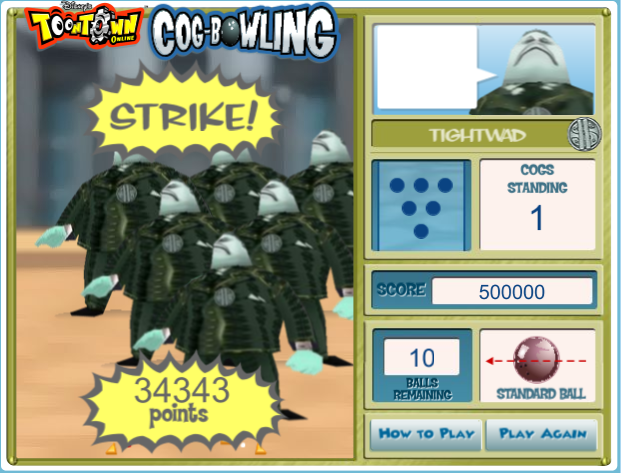 Disney's
TOONTOWN
ONLINE
COG-BOWLING
STRIKE!
34343
points
TIGHTWAD
COGS
STANDING
1
SCORE
500000
10
BALLS
REMAINING
STANDARD BALL
HOW TO PLAY
PLAY AGAIN